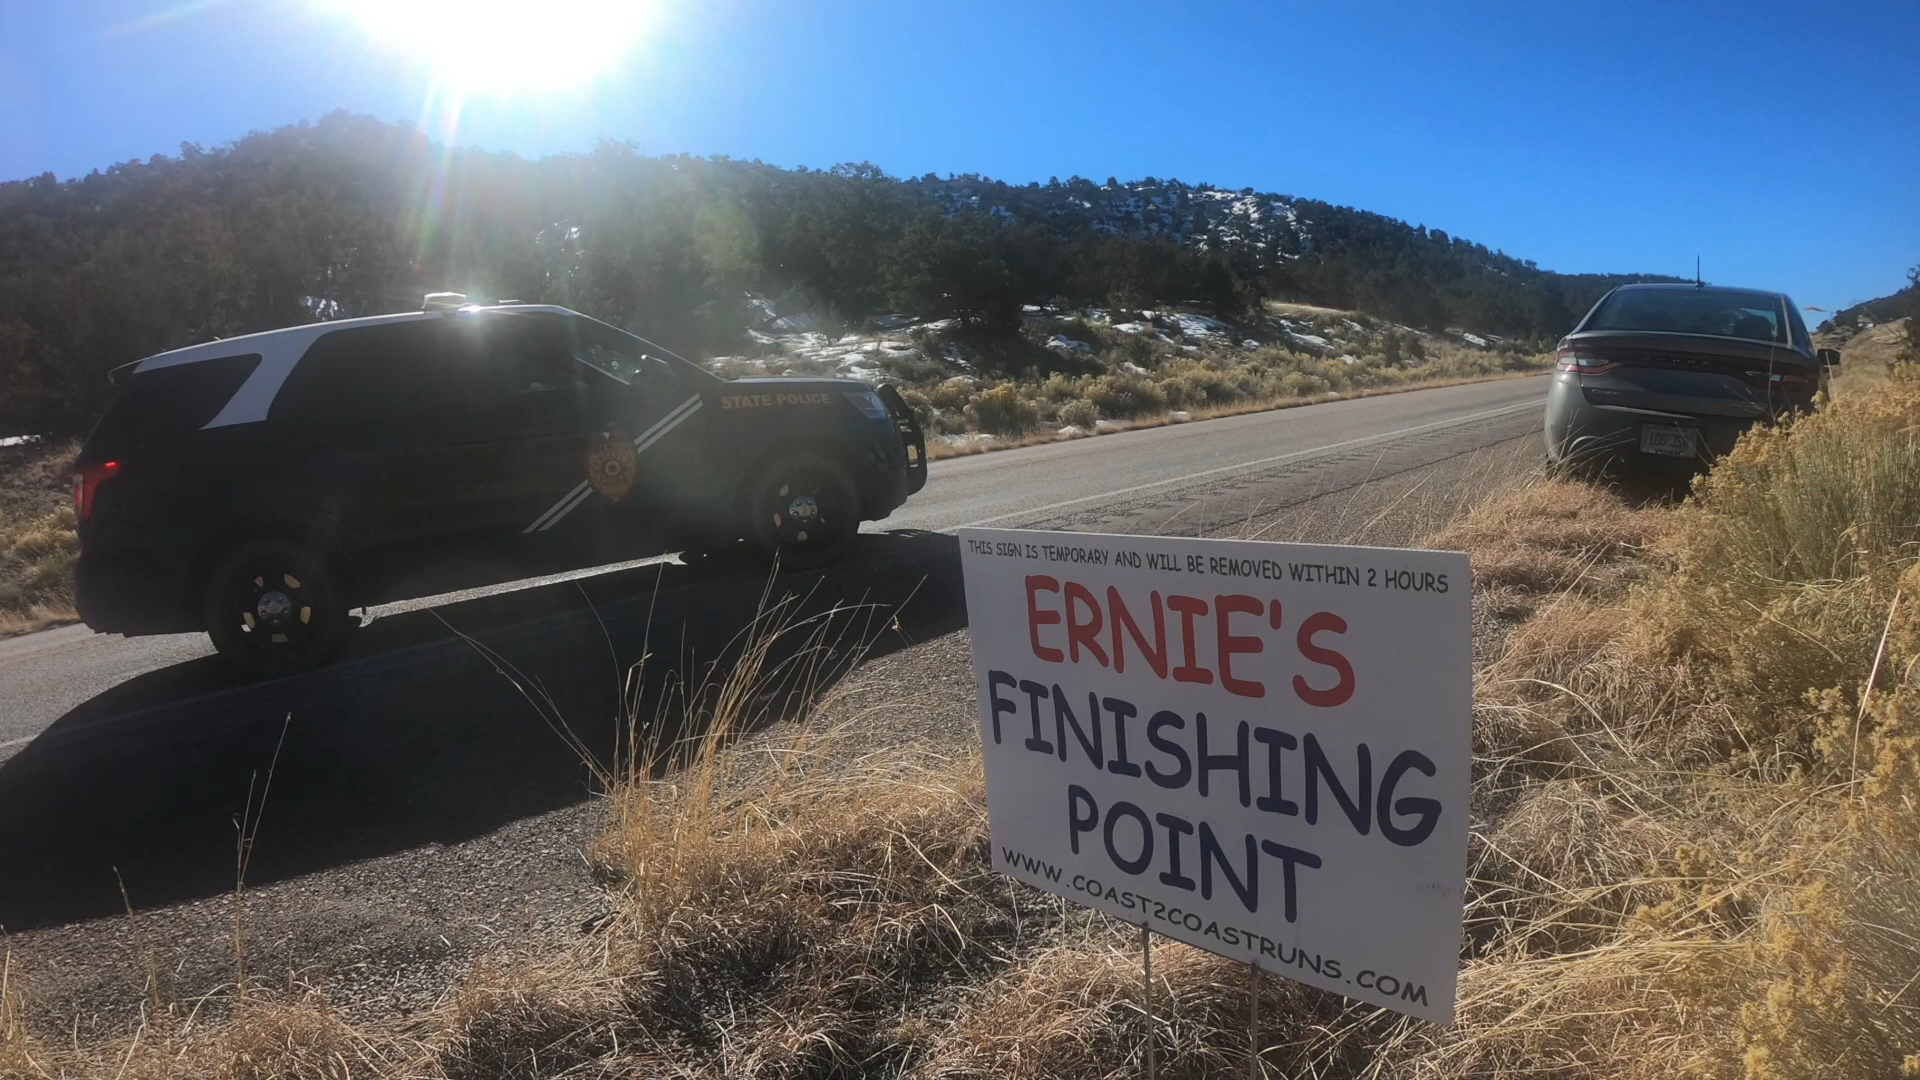 STATE POLICE
THIS SIGN IS TEMPORARY AND WILL BE REMOVED WITHIN 2 HOURS
ERNIE'S
FINISHING
POINT
WWW.COAST2COASTRUNS.COM